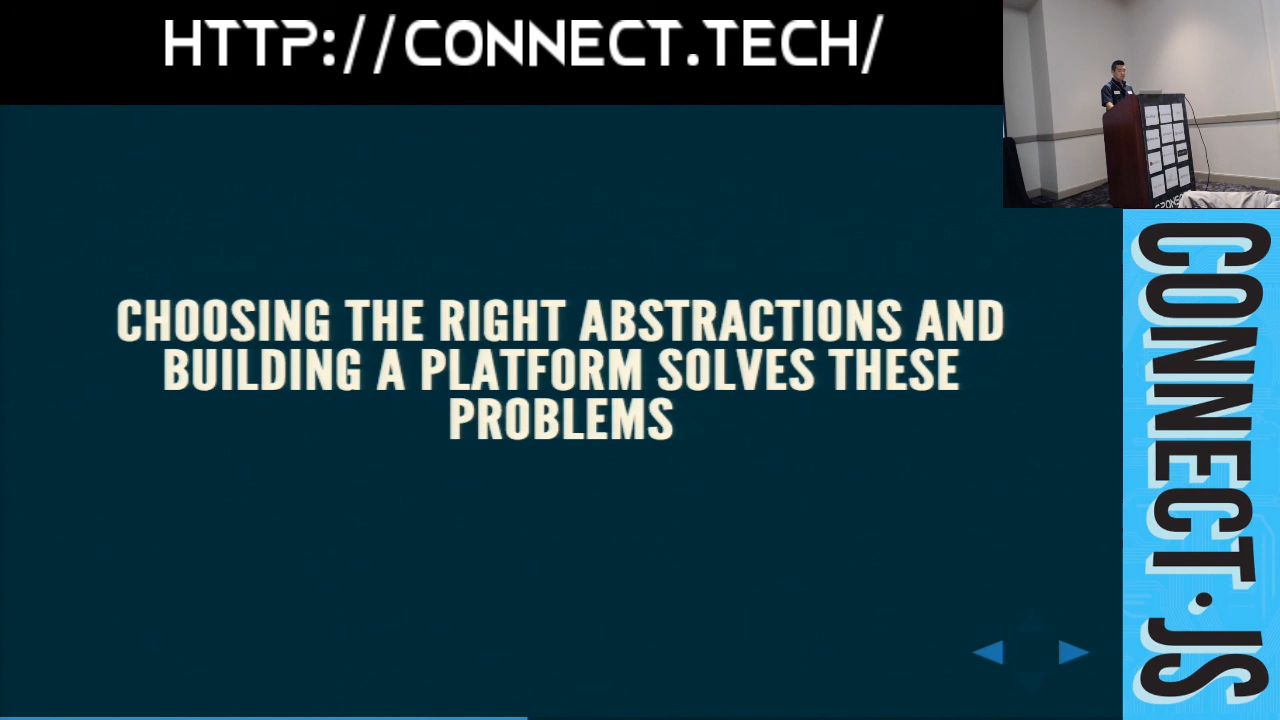 HTTP://CONNECT.TECH/
CHOOSING THE RIGHT ABSTRACTIONS AND
BUILDING A PLATFORM SOLVES THESE
PROBLEMS
CONNECT.JS